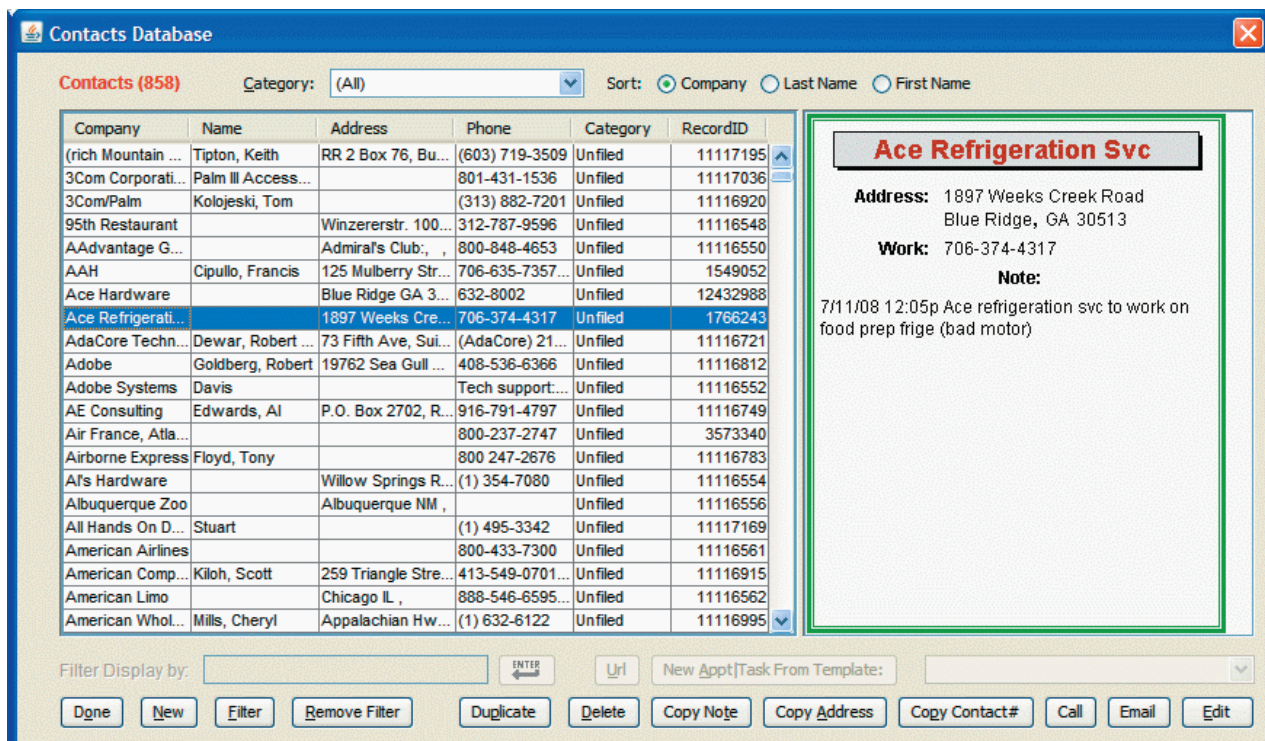 Contacts Database
Contacts (858) Category: (All) Sort: Company Last Name First Name
Company Name Address Phone Category RecordID
(rich Mountain ... Tipton, Keith RR 2 Box 76, Bu... (603) 719-3509 Unfiled 11117195
3Com Corporati... Palm III Access... 801-431-1536 Unfiled 11117036
3Com/Palm Kolojeski, Tom (313) 882-7201 Unfiled 11116920
95th Restaurant Winzererstr. 100... 312-787-9596 Unfiled 11116548
AAdvantage G... Admiral's Club:, , 800-848-4653 Unfiled 11116550
AAH Cipullo, Francis 125 Mulberry Str... 706-635-7357... Unfiled 1549052
Ace Hardware Blue Ridge GA 3... 632-8002 Unfiled 12432988
Ace Refrigerati... 1897 Weeks Cre... 706-374-4317 Unfiled 1766243
AdaCore Techn... Dewar, Robert ... 73 Fifth Ave, Sui... (AdaCore) 21... Unfiled 11116721
Adobe Goldberg, Robert 19762 Sea Gull ... 408-536-6366 Unfiled 11116812
Adobe Systems Davis Tech support:... Unfiled 11116552
AE Consulting Edwards, Al P.O. Box 2702, R... 916-791-4797 Unfiled 11116749
Air France, Atla... 800-237-2747 Unfiled 3573340
Airborne Express Floyd, Tony 800 247-2676 Unfiled 11116783
Al's Hardware Willow Springs R... (1) 354-7080 Unfiled 11116554
Albuquerque Zoo Albuquerque NM , Unfiled 11116556
All Hands On D... Stuart (1) 495-3342 Unfiled 11117169
American Airlines 800-433-7300 Unfiled 11116561
American Comp... Kiloh, Scott 259 Triangle Stre... 413-549-0701... Unfiled 11116915
American Limo Chicago IL , 888-546-6595... Unfiled 11116562
American Whol... Mills, Cheryl Appalachian Hw... (1) 632-6122 Unfiled 11116995
Ace Refrigeration Svc
Address: 1897 Weeks Creek Road
Blue Ridge, GA 30513
Work: 706-374-4317
Note:
7/11/08 12:05p Ace refrigeration svc to work on
food prep frige (bad motor)
Filter Display by: ENTER Url New Appt|Task From Template:
Done New Filter Remove Filter Duplicate Delete Copy Note Copy Address Copy Contact# Call Email Edit